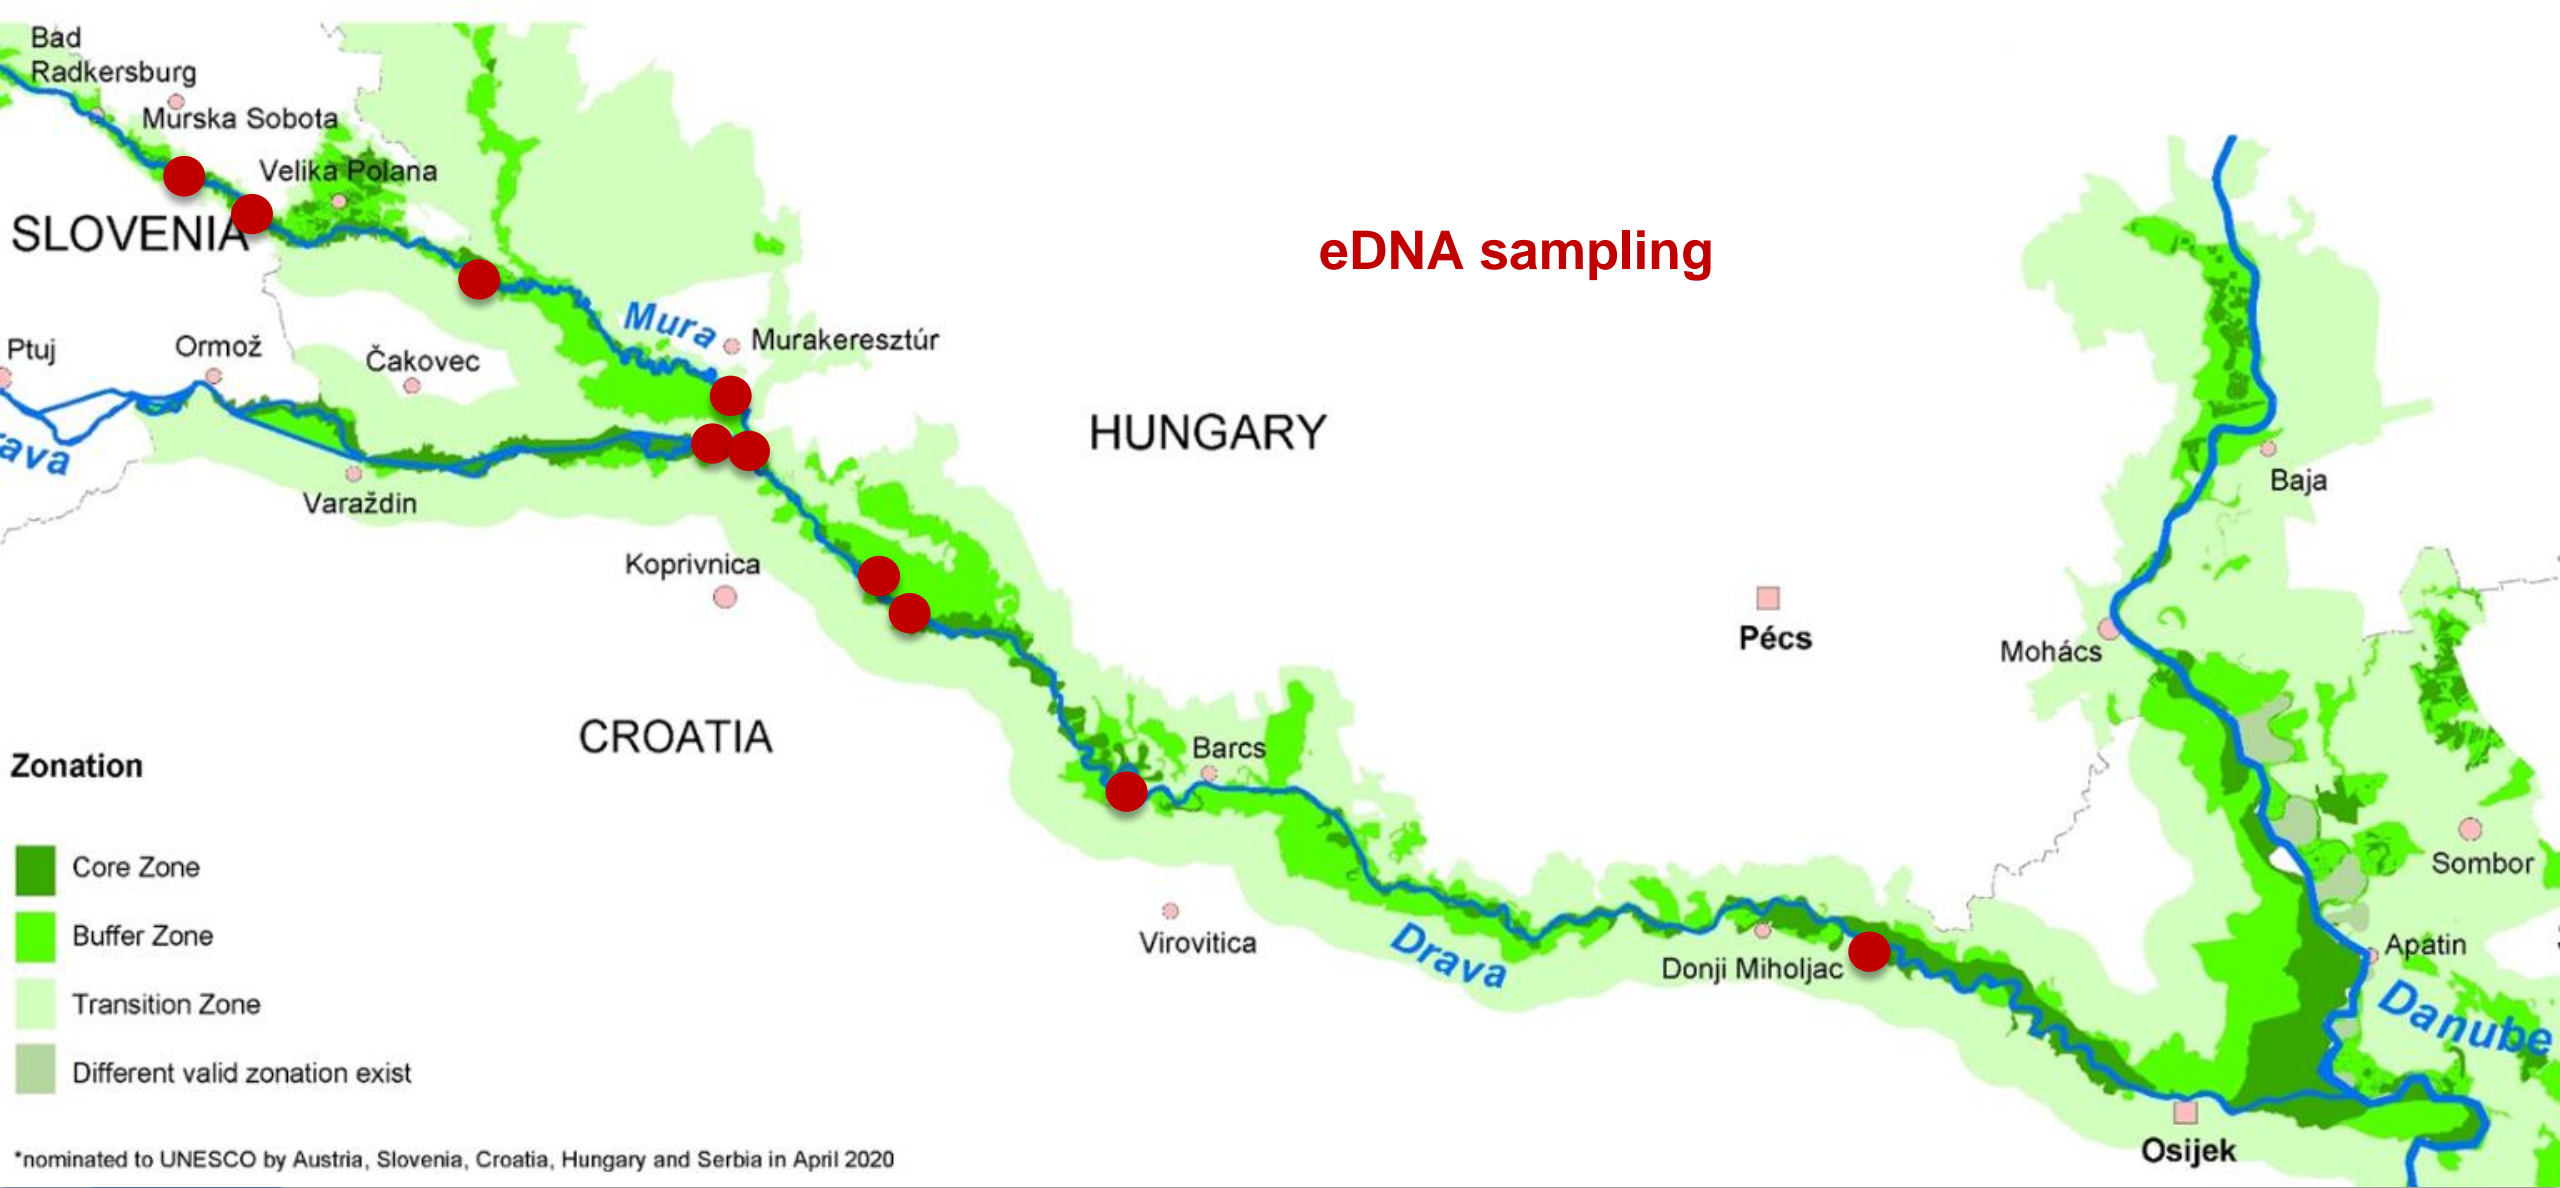 Bad
Radkersburg
Murska Sobota
Velika Polana
SLOVENIA
eDNA sampling
Mura
Murakeresztúr
Ptuj
Ormož
Čakovec
HUNGARY
rava
Varaždin
Baja
Koprivnica
Pécs
Mohács
CROATIA
Barcs
Zonation
Core Zone
Sombor
Buffer Zone
Virovitica
Drava
Donji Miholjac
Apatin
Transition Zone
Danube
Different valid zonation exist
Osijek
*nominated to UNESCO by Austria, Slovenia, Croatia, Hungary and Serbia in April 2020